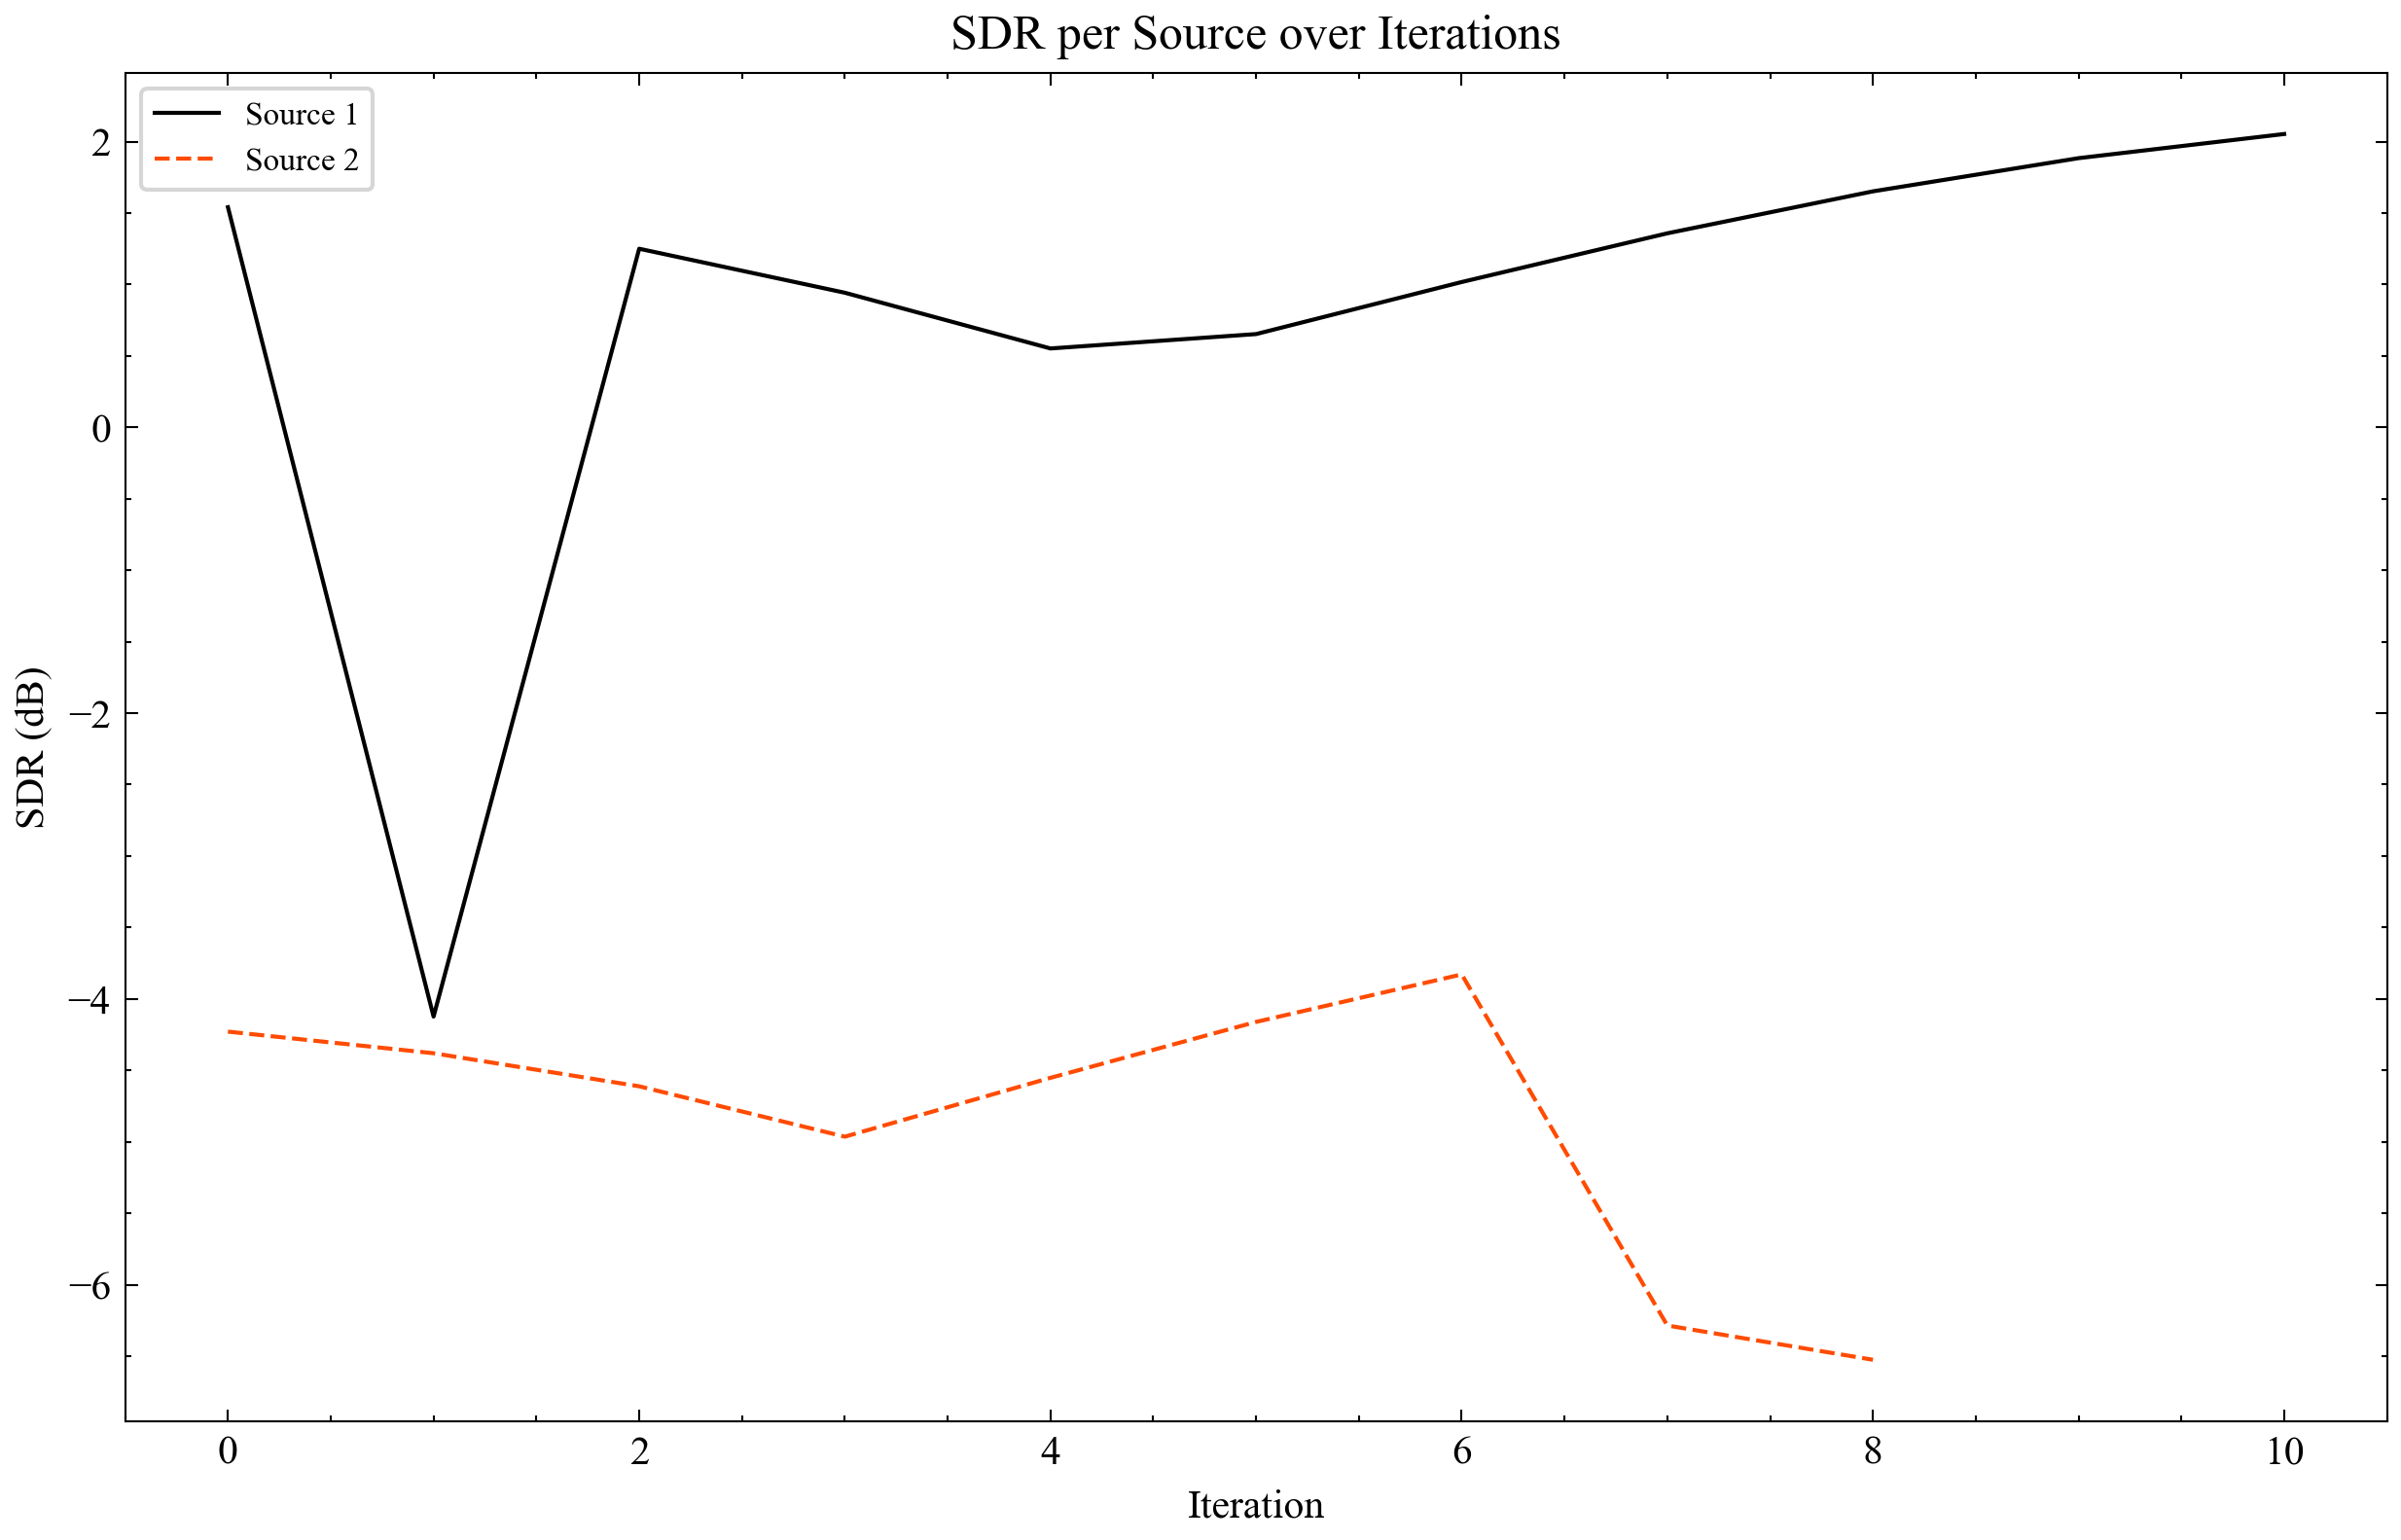 SDR per Source over Iterations
Source 1
Source 2
2
0
−2
−4
−6
SDR (dB)
0 2 4 6 8 10
Iteration